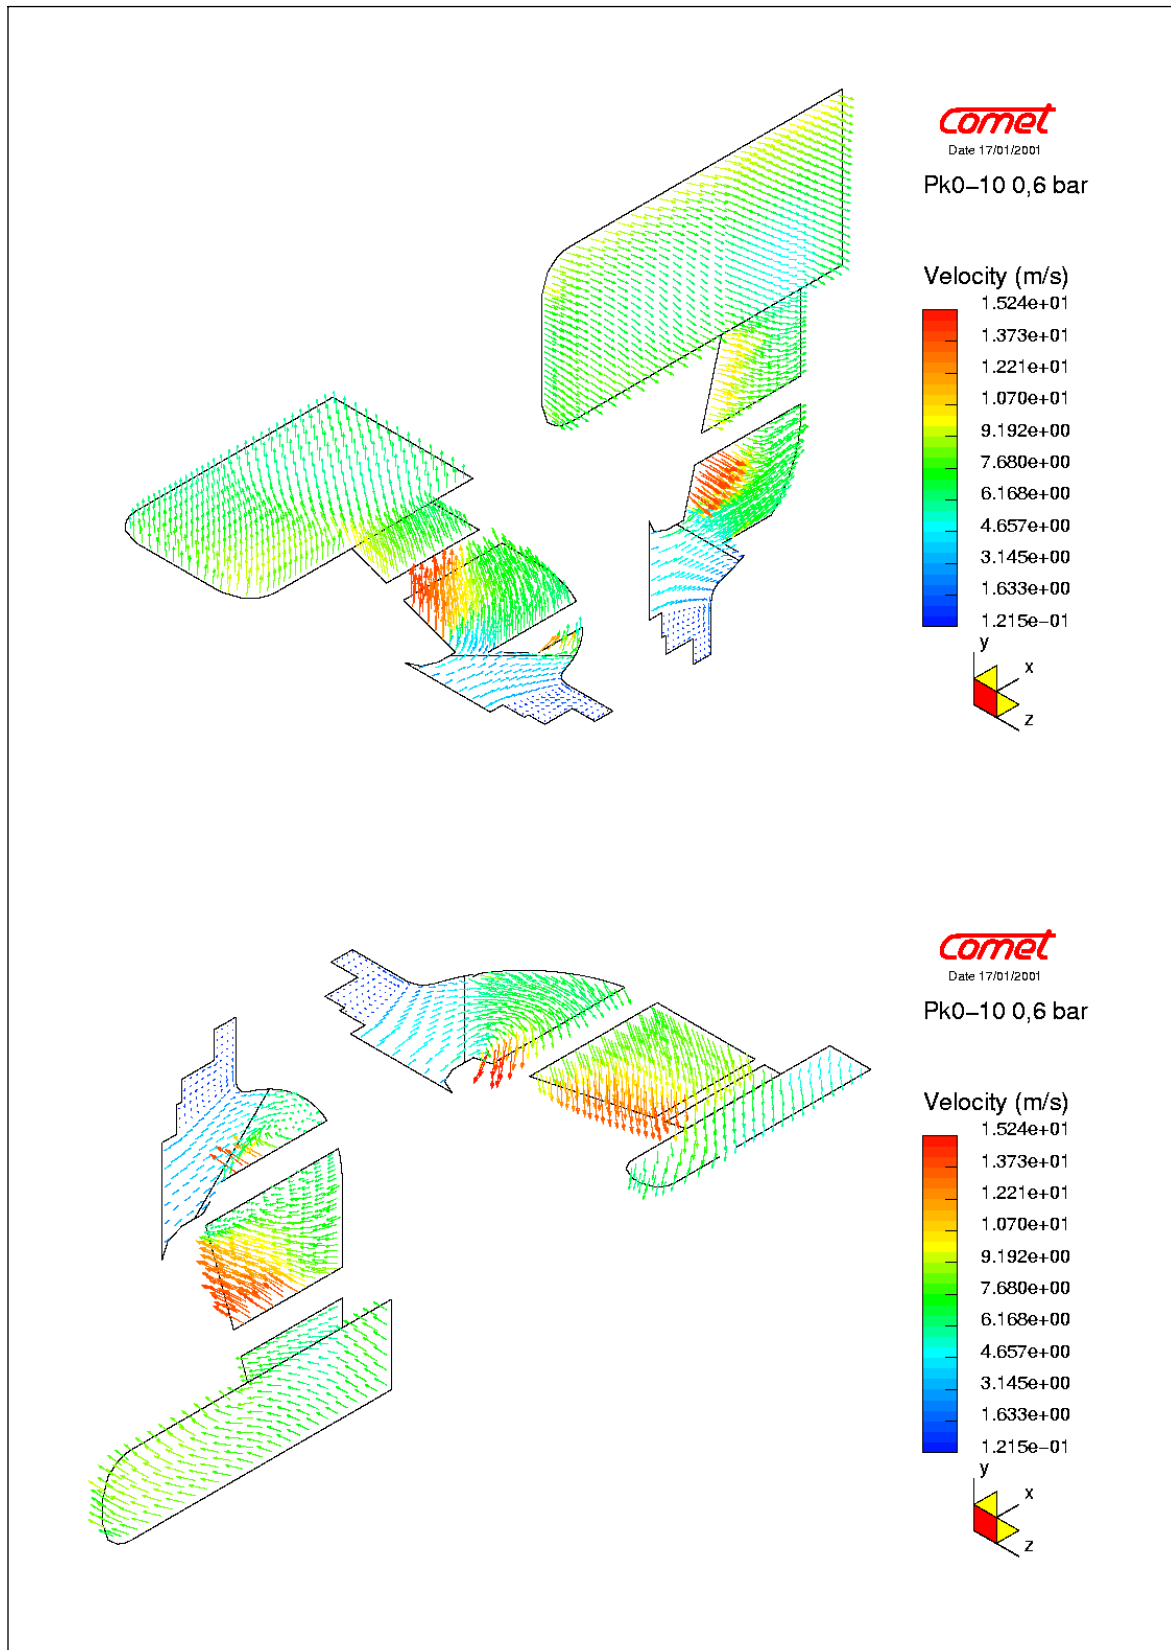 comet
Date 17/01/2001
Pk0-10 0,6 bar
Velocity (m/s)
1.524e+01
1.373e+01
1.221e+01
1.070e+01
9.192e+00
7.680e+00
6.168e+00
4.657e+00
3.145e+00
1.633e+00
1.215e-01
y
x
z
comet
Date 17/01/2001
Pk0-10 0,6 bar
Velocity (m/s)
1.524e+01
1.373e+01
1.221e+01
1.070e+01
9.192e+00
7.680e+00
6.168e+00
4.657e+00
3.145e+00
1.633e+00
1.215e-01
y
x
z